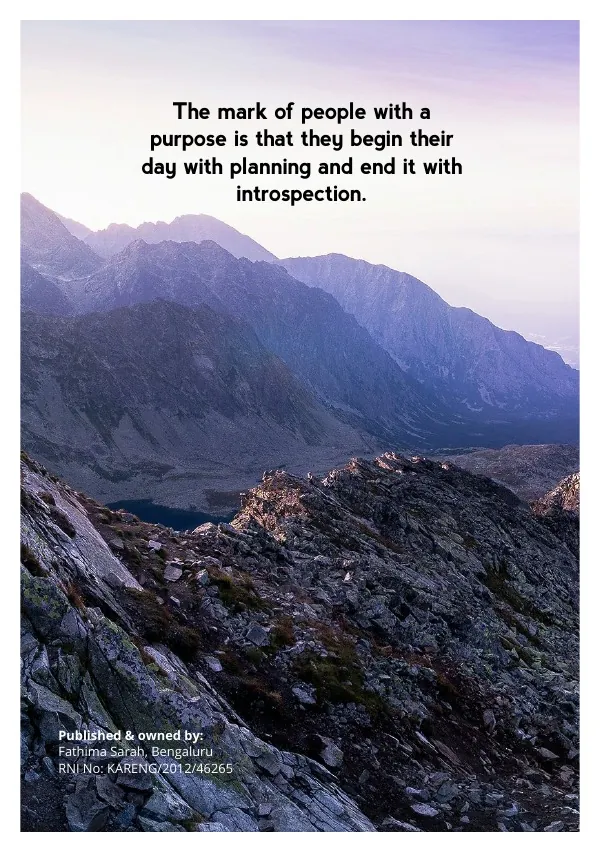 The mark of people with a
purpose is that they begin their
day with planning and end it with
introspection.
Published & owned by:
Fathima Sarah, Bengaluru
RNI No: KARENG/2012/46265